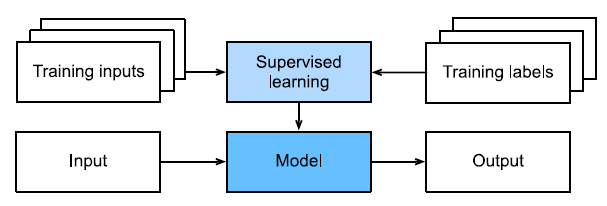 Training inputs
Supervised
learning
Training labels
Input
Model
Output